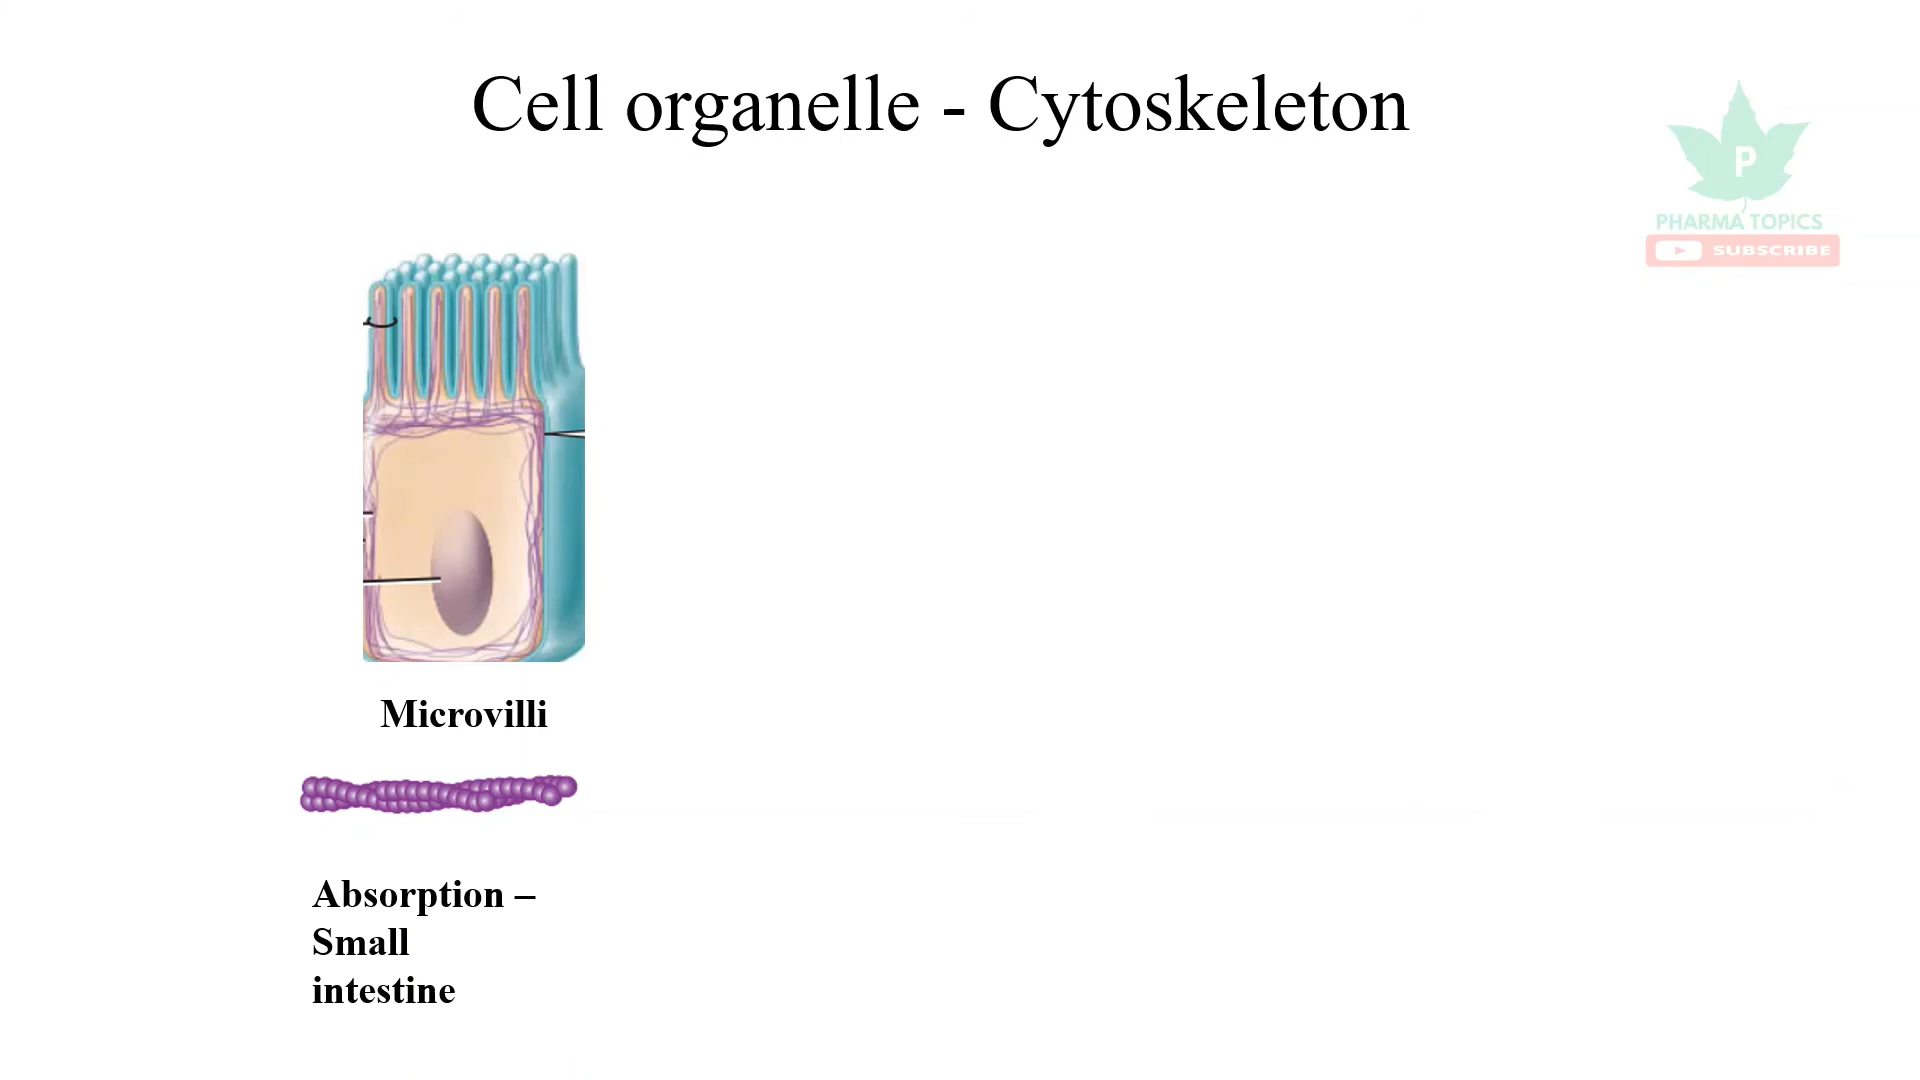 Cell organelle - Cytoskeleton
P
PHARMA TOPICS
SUBSCRIBE
Microvilli
Absorption –
Small
intestine